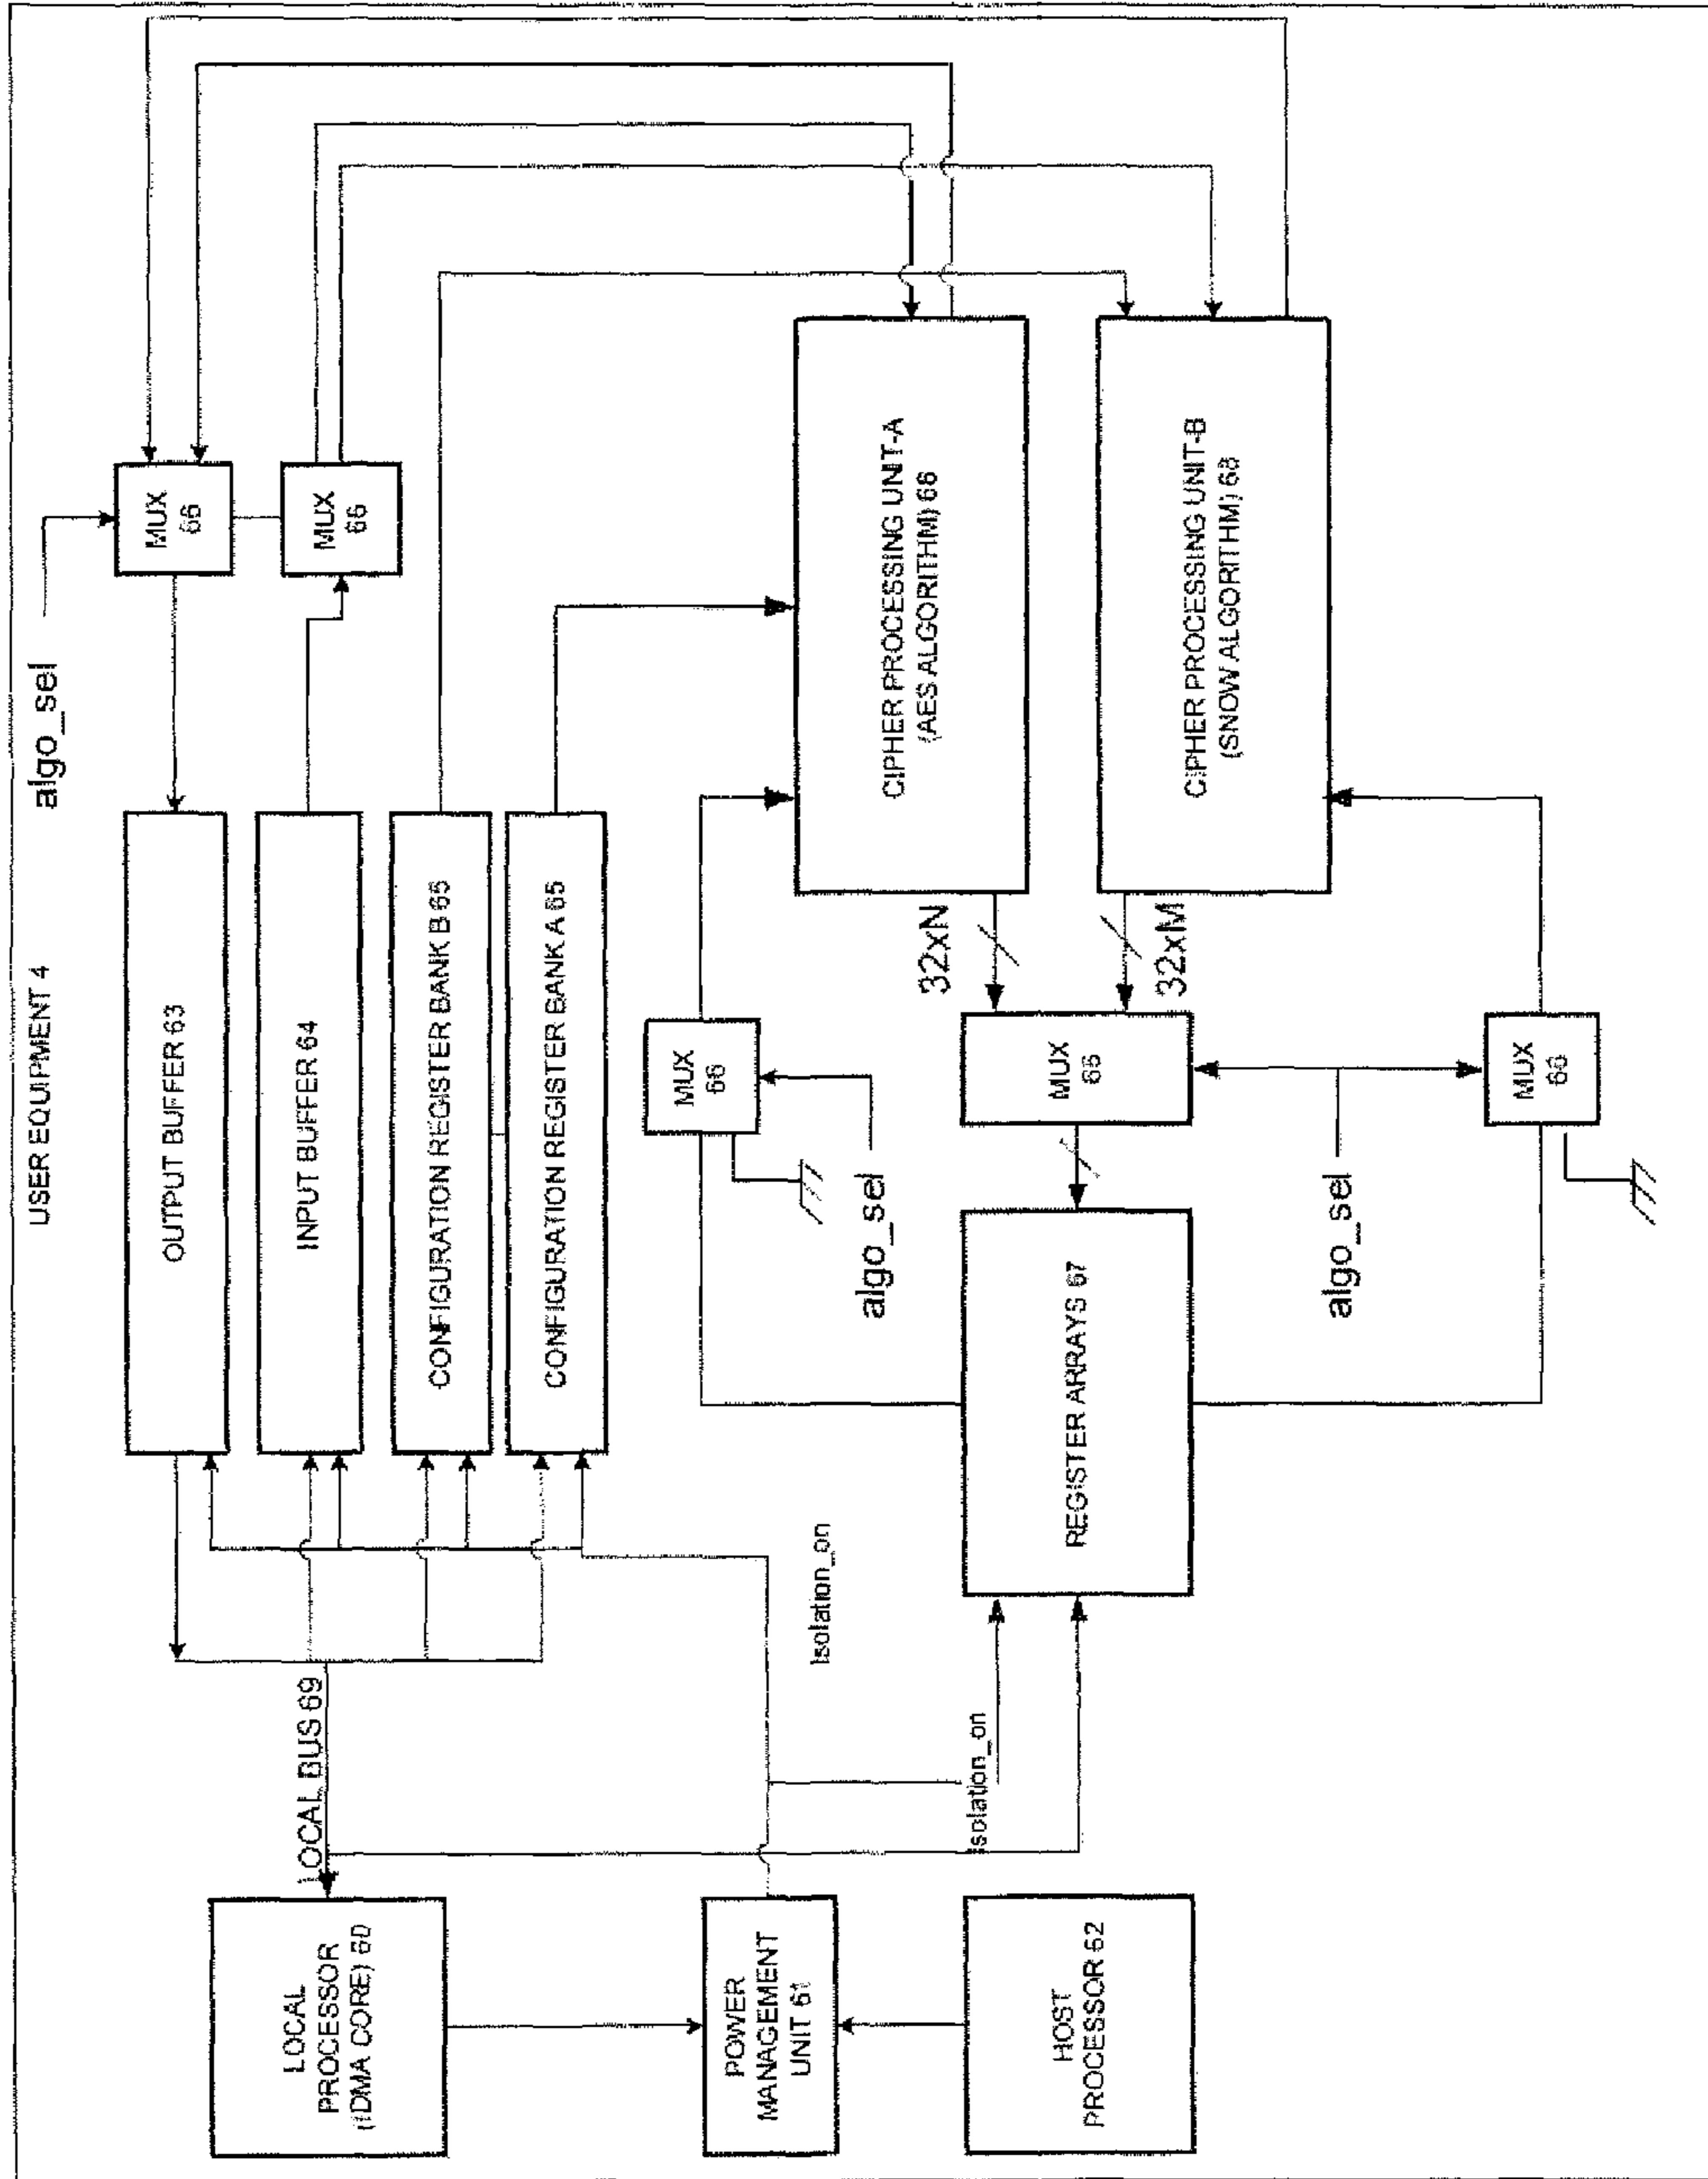 USER EQUIPMENT 4
algo_sel
OUTPUT BUFFER 63
MUX
66
INPUT BUFFER 64
MUX
66
CONFIGURATION REGISTER BANK B 65
CONFIGURATION REGISTER BANK A 65
LOCAL BUS 69
LOCAL
PROCESSOR
(IDMA CORE) 60
POWER
MANAGEMENT
UNIT 61
HOST
PROCESSOR 62
Isolation_on
Isolation_on
MUX
66
algo_sel
REGISTER ARRAYS 67
MUX
66
32xN
32xM
algo_sel
MUX
66
CIPHER PROCESSING UNIT-A
(AES ALGORITHM) 68
CIPHER PROCESSING UNIT-B
(SNOW ALGORITHM) 68